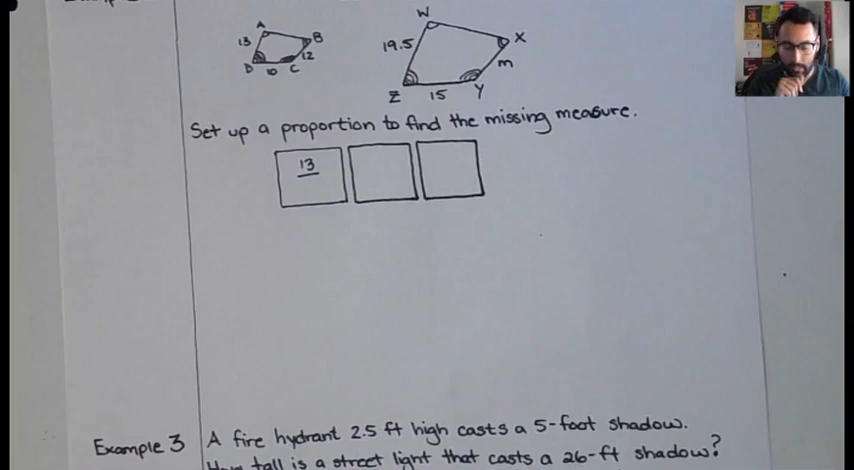 A
B
13
12
D
10
C
W
19.5
X
m
Z
15
Y
Set up a proportion to find the missing measure.
13
Example 3
A fire hydrant 2.5 ft high casts a 5-foot shadow.
How tall is a street light that casts a 26-ft shadow?